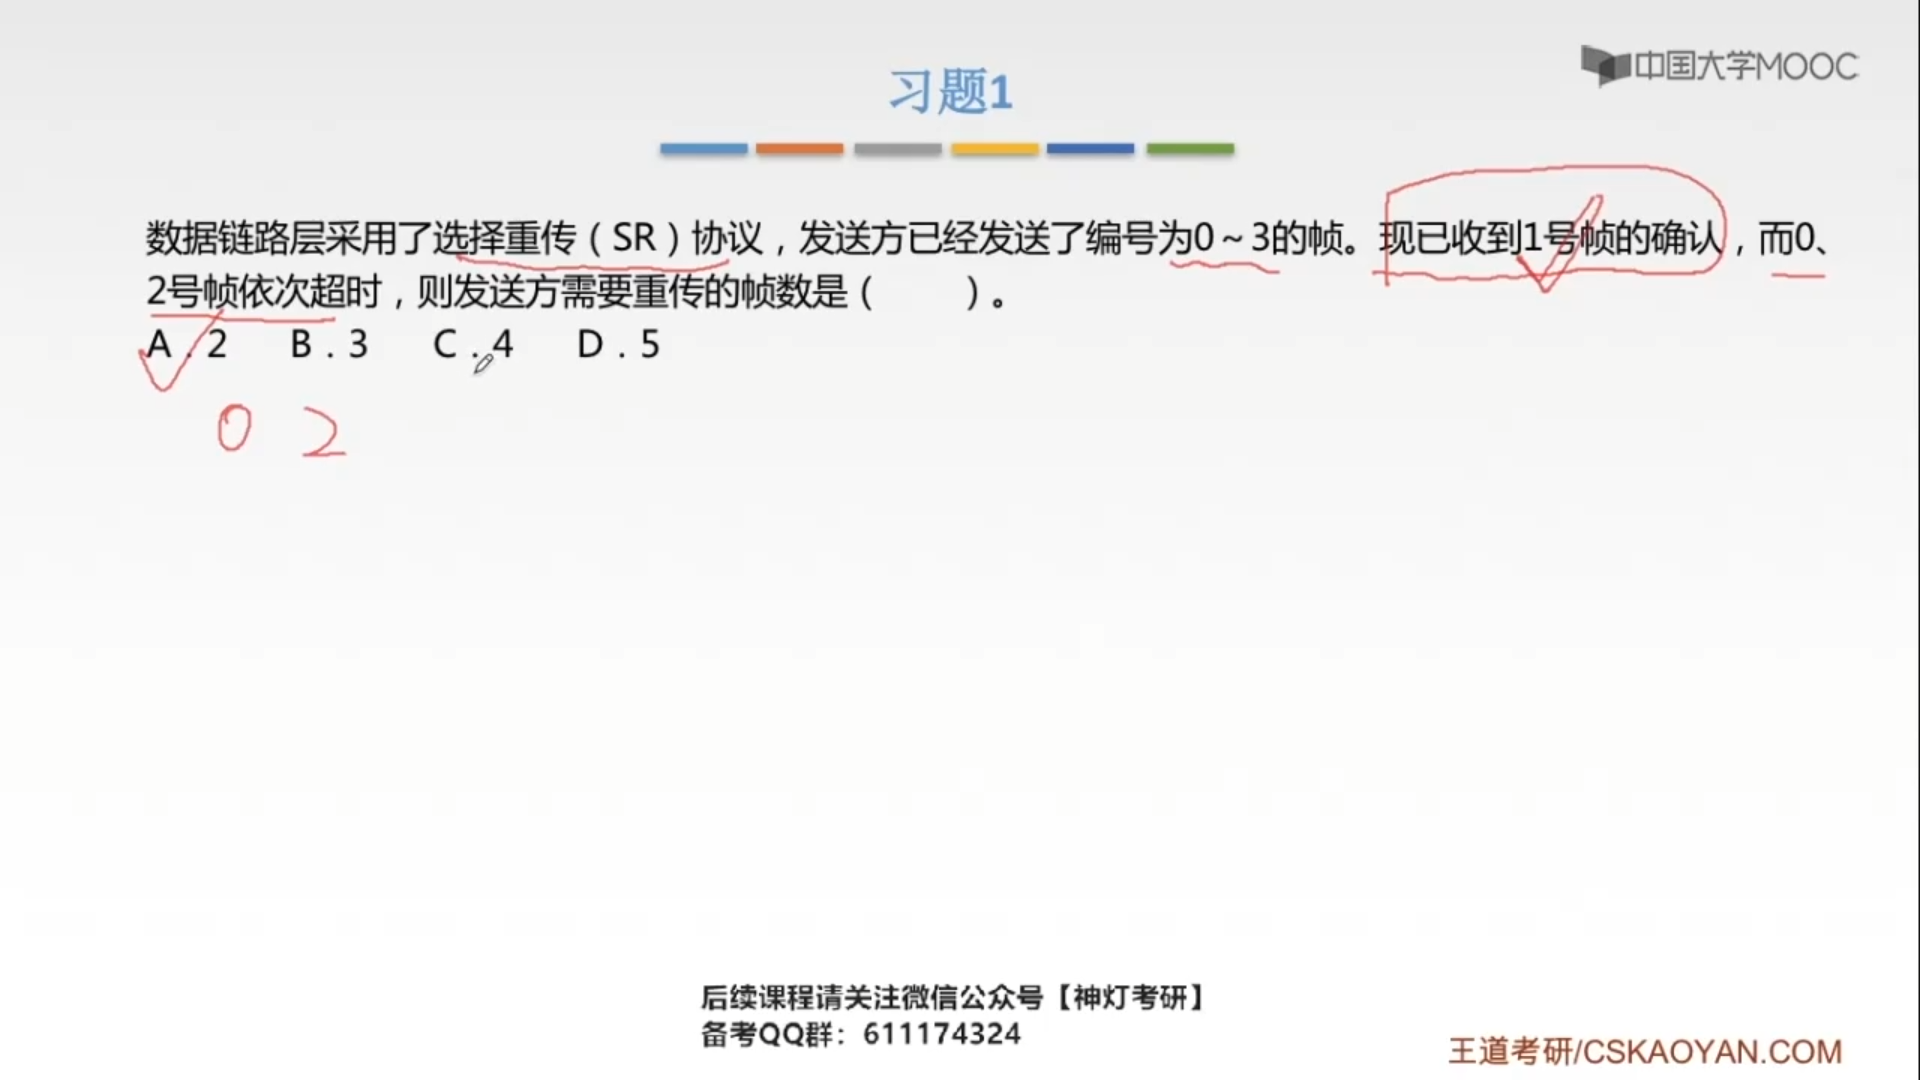 中国大学MOOC
习题1
数据链路层采用了选择重传（SR）协议，发送方已经发送了编号为0～3的帧。现已收到1号帧的确认，而0、
2号帧依次超时，则发送方需要重传的帧数是（　　）。
A．2 B．3 C．4 D．5
0 2
后续课程请关注微信公众号【神灯考研】
备考QQ群：611174324
王道考研/CSKAOYAN.COM